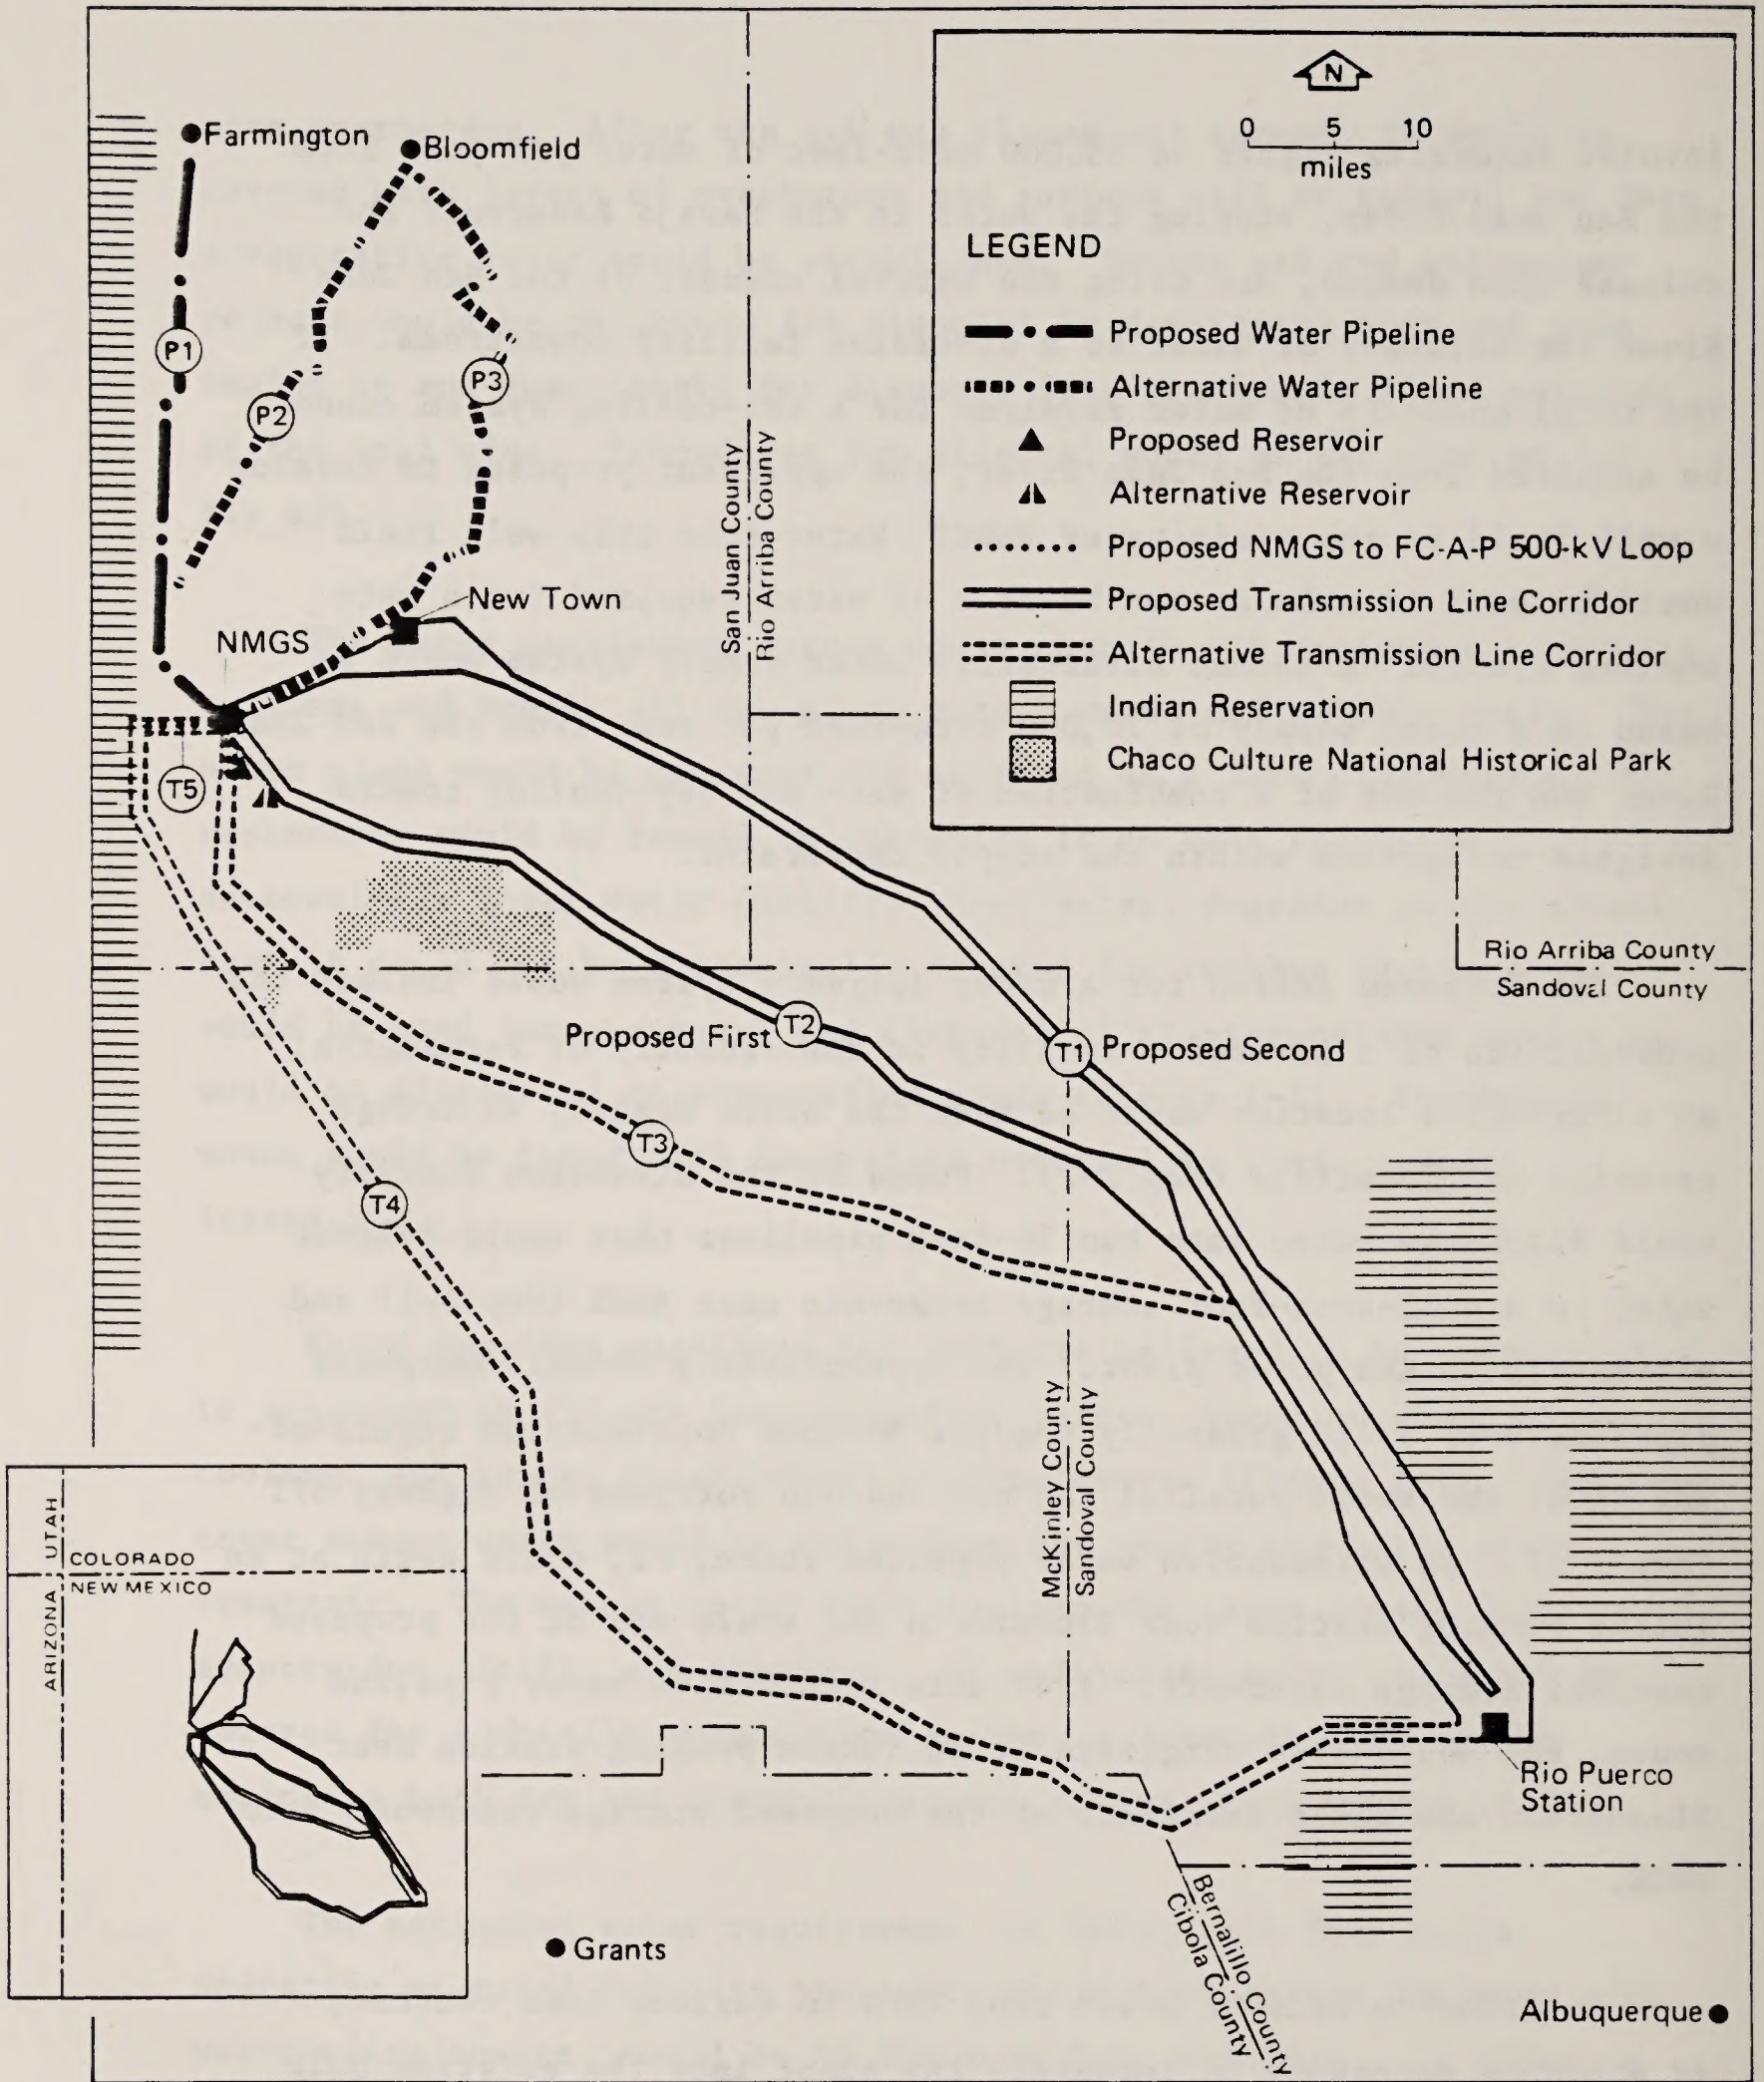 N
0 5 10
miles
LEGEND
Proposed Water Pipeline
Alternative Water Pipeline
Proposed Reservoir
Alternative Reservoir
Proposed NMGS to FC-A-P 500-kV Loop
Proposed Transmission Line Corridor
Alternative Transmission Line Corridor
Indian Reservation
Chaco Culture National Historical Park
Farmington
Bloomfield
P1
P2
P3
San Juan County
Rio Arriba County
New Town
NMGS
T5
Rio Arriba County
Sandoval County
Proposed First
T2
T1
Proposed Second
T3
T4
McKinley County
Sandoval County
UTAH
ARIZONA
COLORADO
NEW MEXICO
Rio Puerco
Station
Bernalillo County
Cibola County
Grants
Albuquerque